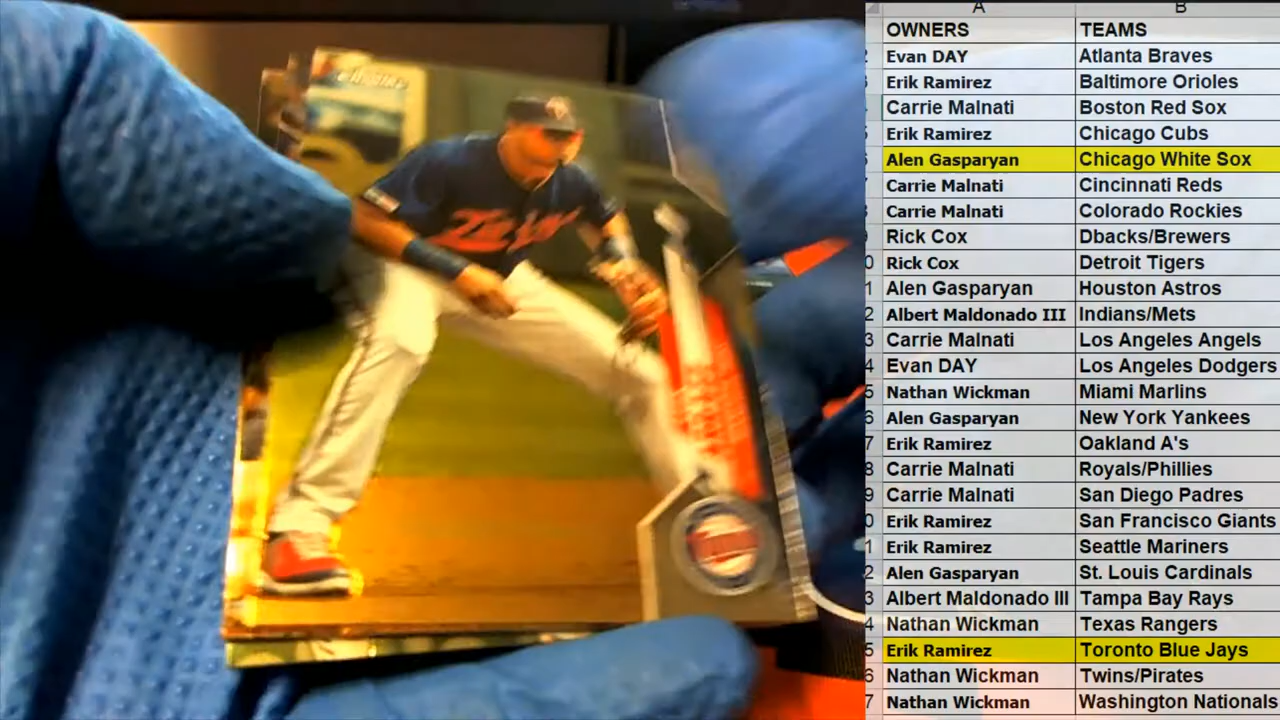 A B
OWNERS TEAMS
Evan DAY Atlanta Braves
Erik Ramirez Baltimore Orioles
Carrie Malnati Boston Red Sox
Erik Ramirez Chicago Cubs
Alen Gasparyan Chicago White Sox
Carrie Malnati Cincinnati Reds
Carrie Malnati Colorado Rockies
Rick Cox Dbacks/Brewers
Rick Cox Detroit Tigers
Alen Gasparyan Houston Astros
Albert Maldonado III Indians/Mets
Carrie Malnati Los Angeles Angels
Evan DAY Los Angeles Dodgers
Nathan Wickman Miami Marlins
Alen Gasparyan New York Yankees
Erik Ramirez Oakland A's
Carrie Malnati Royals/Phillies
Carrie Malnati San Diego Padres
Erik Ramirez San Francisco Giants
Erik Ramirez Seattle Mariners
Alen Gasparyan St. Louis Cardinals
Albert Maldonado III Tampa Bay Rays
Nathan Wickman Texas Rangers
Erik Ramirez Toronto Blue Jays
Nathan Wickman Twins/Pirates
Nathan Wickman Washington Nationals
Twins